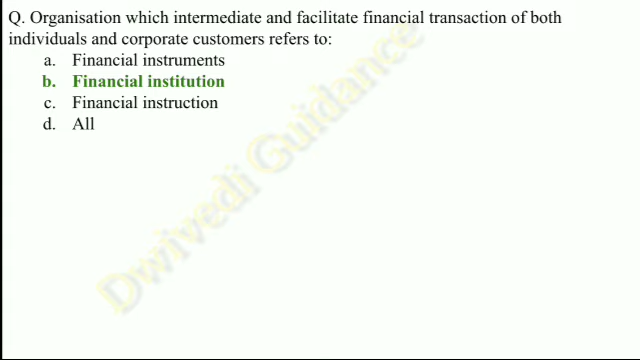 Q. Organisation which intermediate and facilitate financial transaction of both
individuals and corporate customers refers to:
a. Financial instruments
b. Financial institution
c. Financial instruction
d. All
Dwivedi Guidance